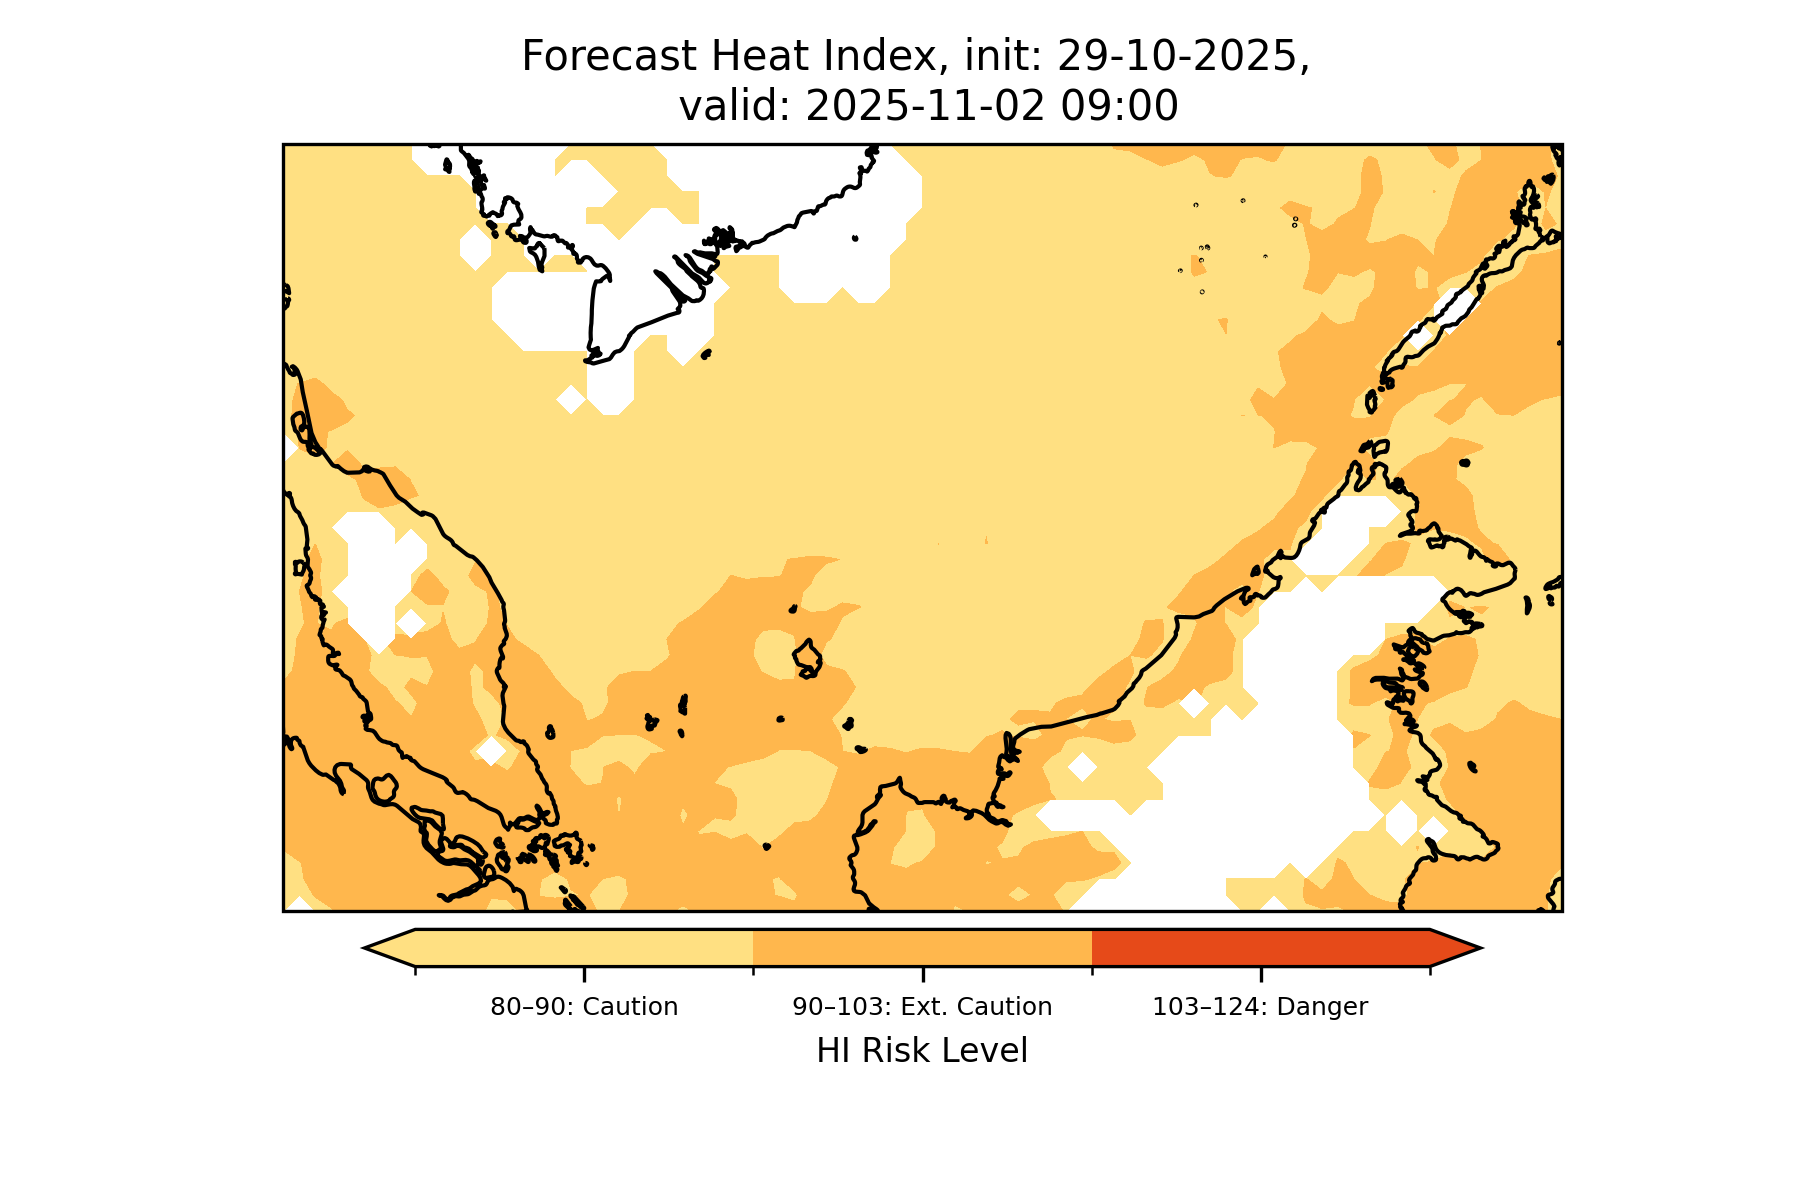 Forecast Heat Index, init: 29-10-2025,
valid: 2025-11-02 09:00
80–90: Caution
90–103: Ext. Caution
103–124: Danger
HI Risk Level